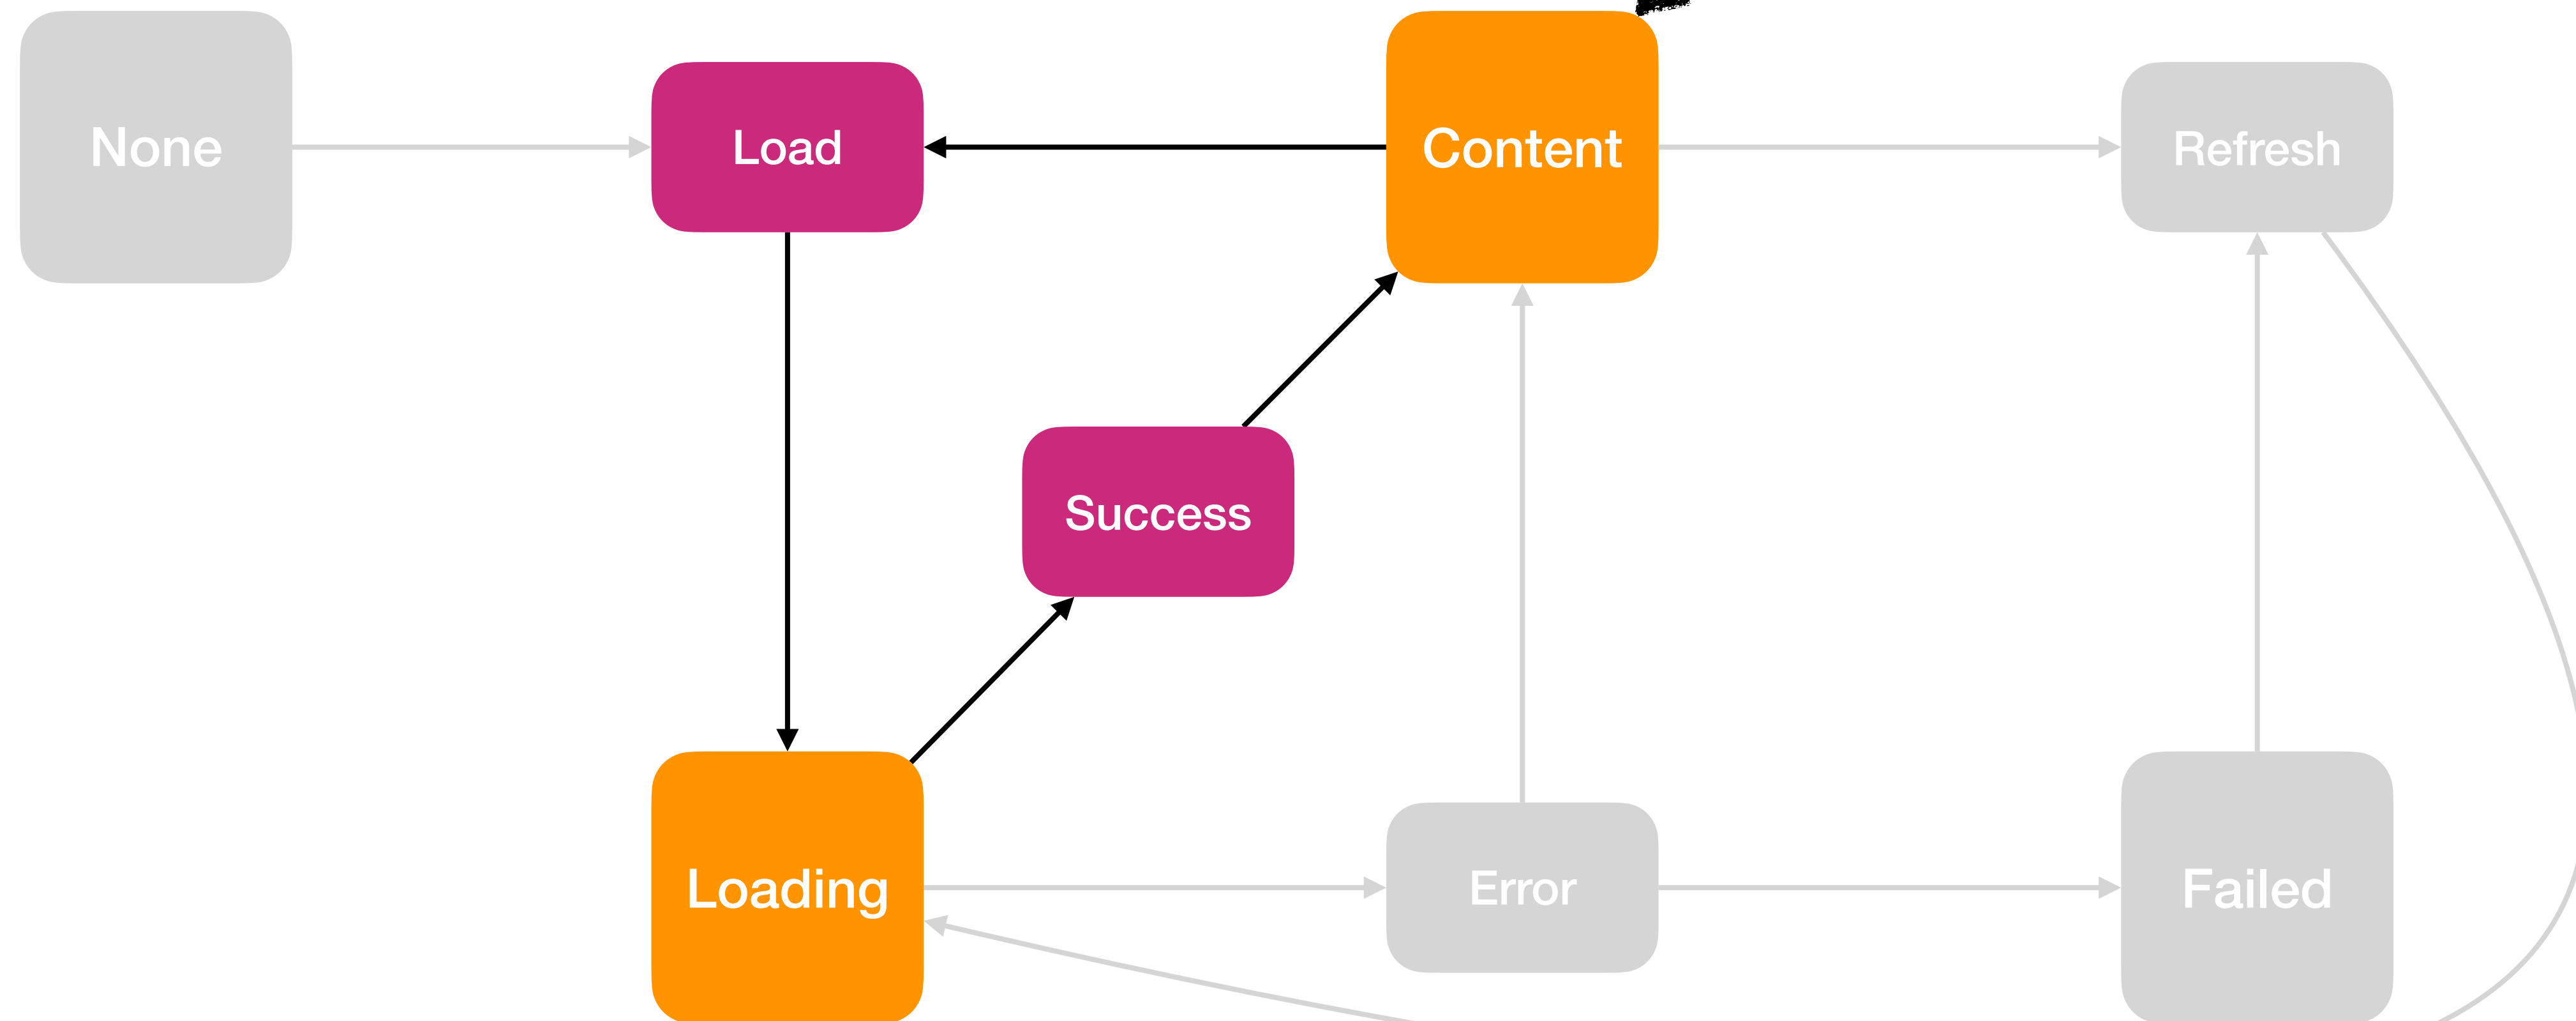 None
Load
Content
Refresh
Success
Loading
Error
Failed